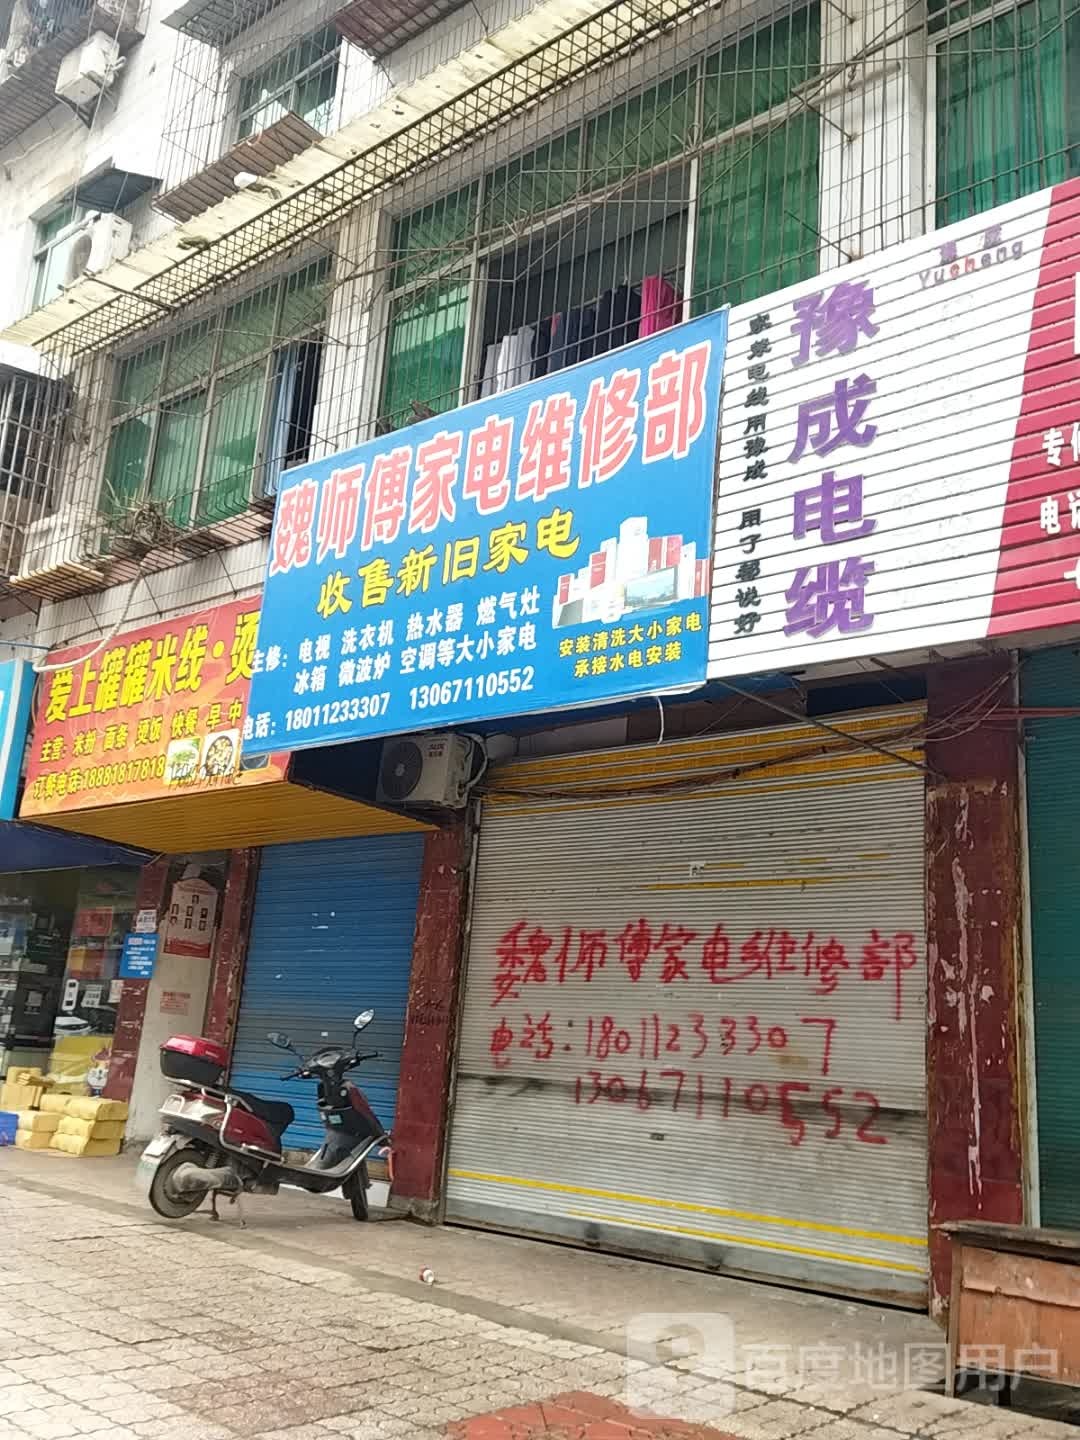 魏师傅家电维修部
收售新旧家电
主修：电视 洗衣机 热水器 燃气灶
冰箱 微波炉 空调等大小家电
电话：18011233307 13067110552
安装清洗大小家电
承接水电安装
爱上罐罐米线·烫
主营：米粉 面条 更饭 快餐 早 中
订餐电话：18881817818
豫成
Yucheng
豫成电缆
家装电线用豫成 用了都说好
电话
魏师傅家电维修部
电话：18011233307
13067110552
百度地图用户